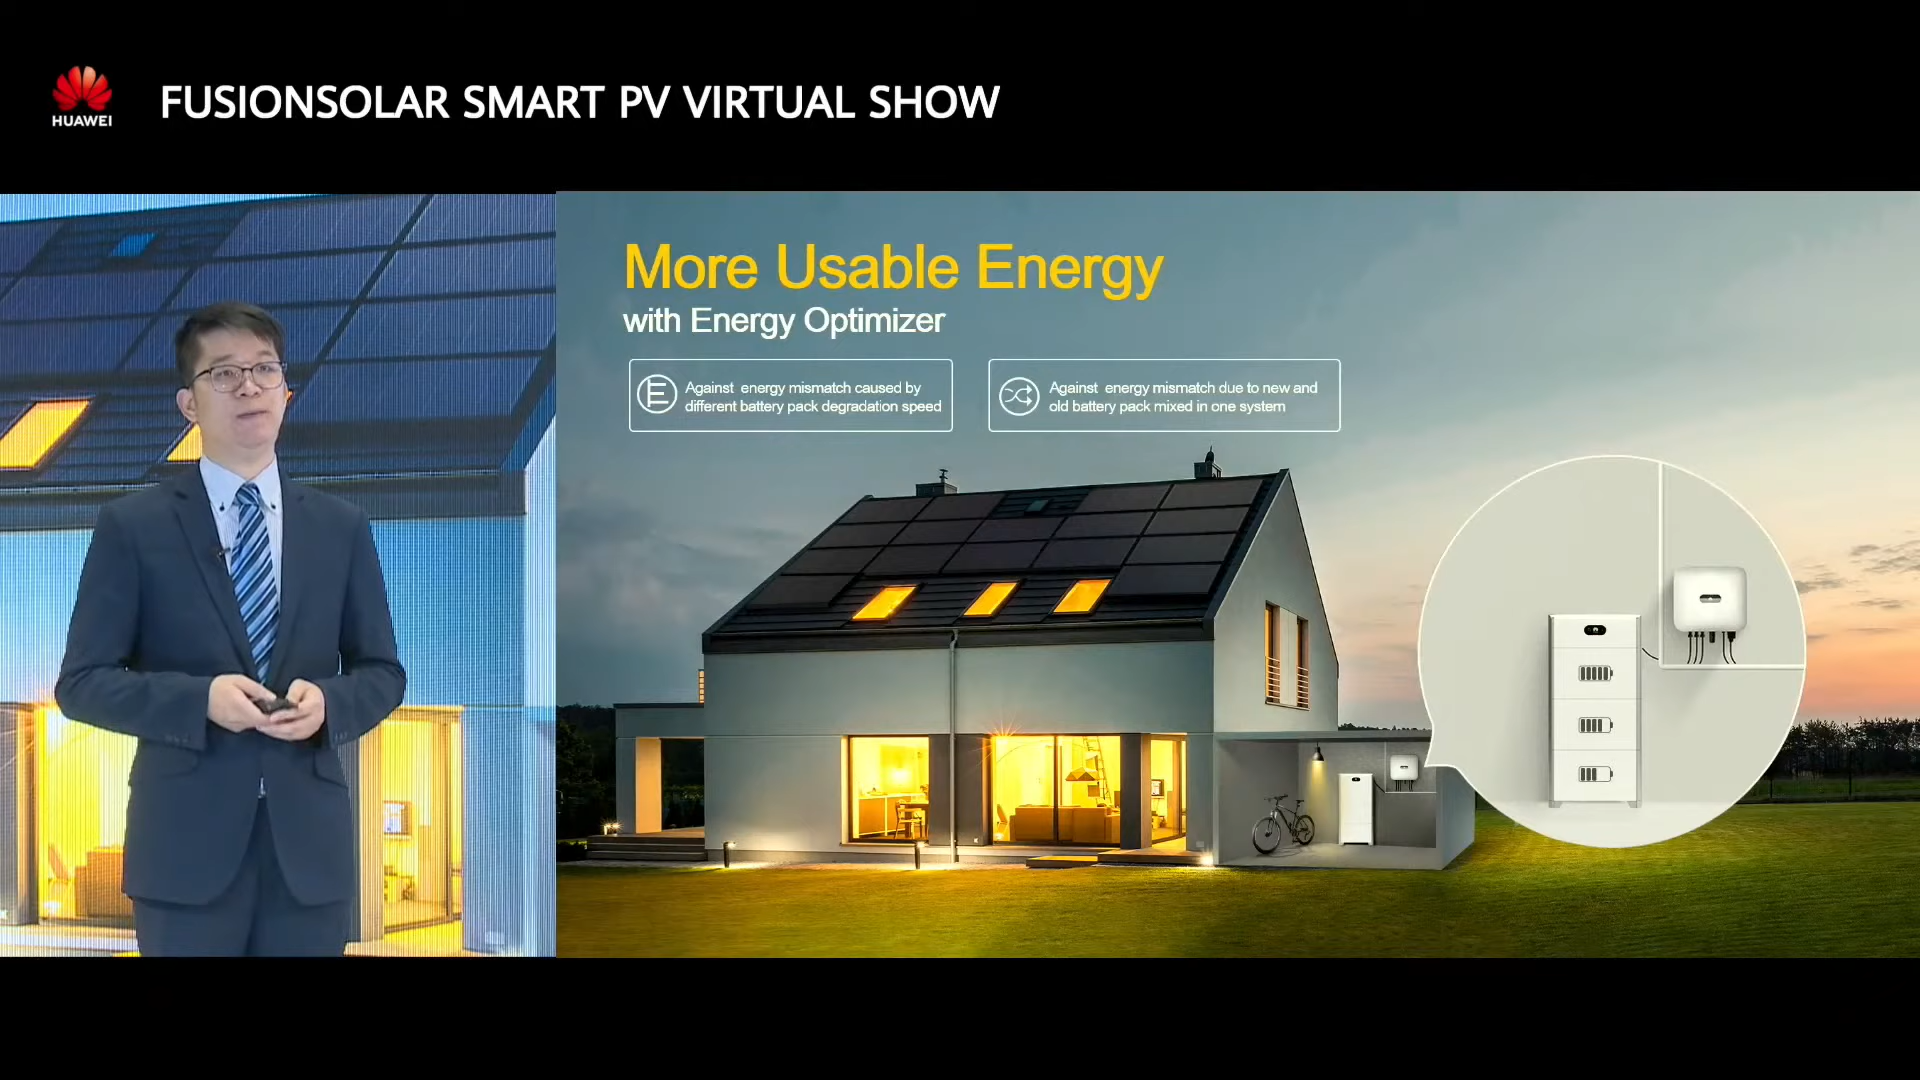 HUAWEI
FUSIONSOLAR SMART PV VIRTUAL SHOW
More Usable Energy
with Energy Optimizer
Against energy mismatch caused by
different battery pack degradation speed
Against energy mismatch due to new and
old battery pack mixed in one system